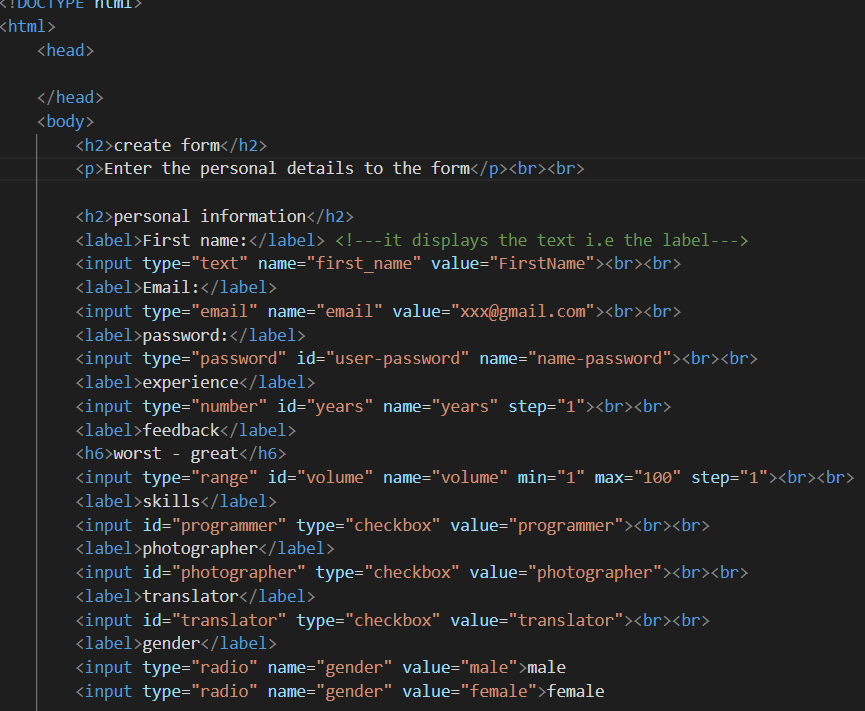 <!DOCTYPE html>
<html>
<head>
</head>
<body>
<h2>create form</h2>
<p>Enter the personal details to the form</p><br><br>
<h2>personal information</h2>
<label>First name:</label> <!---it displays the text i.e the label--->
<input type="text" name="first_name" value="FirstName"><br><br>
<label>Email:</label>
<input type="email" name="email" value="xxx@gmail.com"><br><br>
<label>password:</label>
<input type="password" id="user-password" name="name-password"><br><br>
<label>experience</label>
<input type="number" id="years" name="years" step="1"><br><br>
<label>feedback</label>
<h6>worst - great</h6>
<input type="range" id="volume" name="volume" min="1" max="100" step="1"><br><br>
<label>skills</label>
<input id="programmer" type="checkbox" value="programmer"><br><br>
<label>photographer</label>
<input id="photographer" type="checkbox" value="photographer"><br><br>
<label>translator</label>
<input id="translator" type="checkbox" value="translator"><br><br>
<label>gender</label>
<input type="radio" name="gender" value="male">male
<input type="radio" name="gender" value="female">female